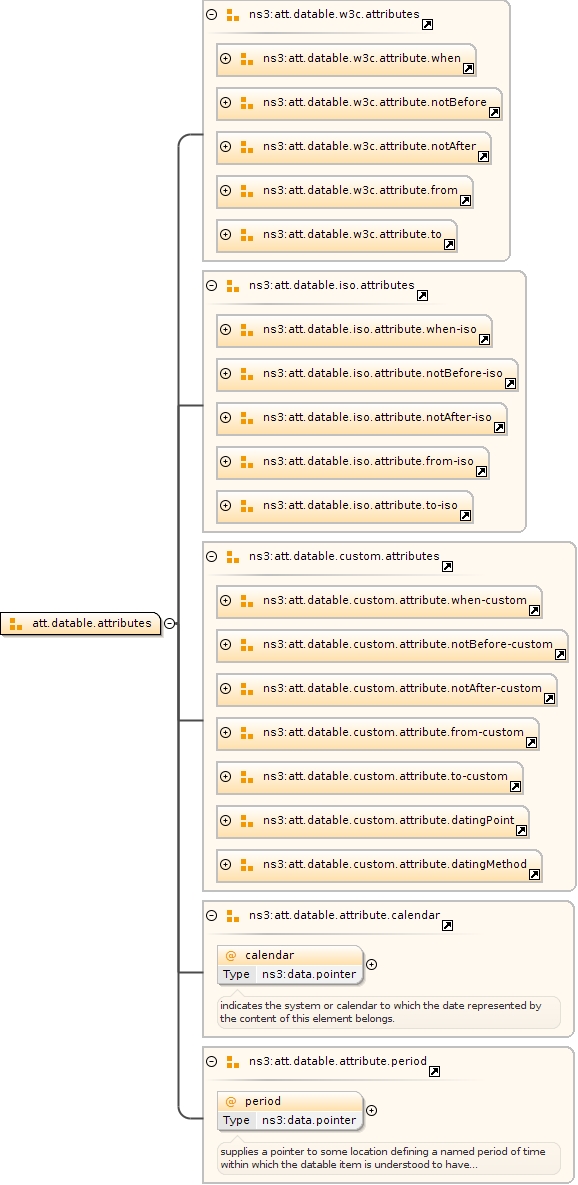 ns3:att.datable.w3c.attributes
ns3:att.datable.w3c.attribute.when
ns3:att.datable.w3c.attribute.notBefore
ns3:att.datable.w3c.attribute.notAfter
ns3:att.datable.w3c.attribute.from
ns3:att.datable.w3c.attribute.to
ns3:att.datable.iso.attributes
ns3:att.datable.iso.attribute.when-iso
ns3:att.datable.iso.attribute.notBefore-iso
ns3:att.datable.iso.attribute.notAfter-iso
ns3:att.datable.iso.attribute.from-iso
ns3:att.datable.iso.attribute.to-iso
ns3:att.datable.custom.attributes
ns3:att.datable.custom.attribute.when-custom
att.datable.attributes
ns3:att.datable.custom.attribute.notBefore-custom
ns3:att.datable.custom.attribute.notAfter-custom
ns3:att.datable.custom.attribute.from-custom
ns3:att.datable.custom.attribute.to-custom
ns3:att.datable.custom.attribute.datingPoint
ns3:att.datable.custom.attribute.datingMethod
ns3:att.datable.attribute.calendar
@ calendar
Type ns3:data.pointer
indicates the system or calendar to which the date represented by
the content of this element belongs.
ns3:att.datable.attribute.period
@ period
Type ns3:data.pointer
supplies a pointer to some location defining a named period of time
within which the datable item is understood to have...